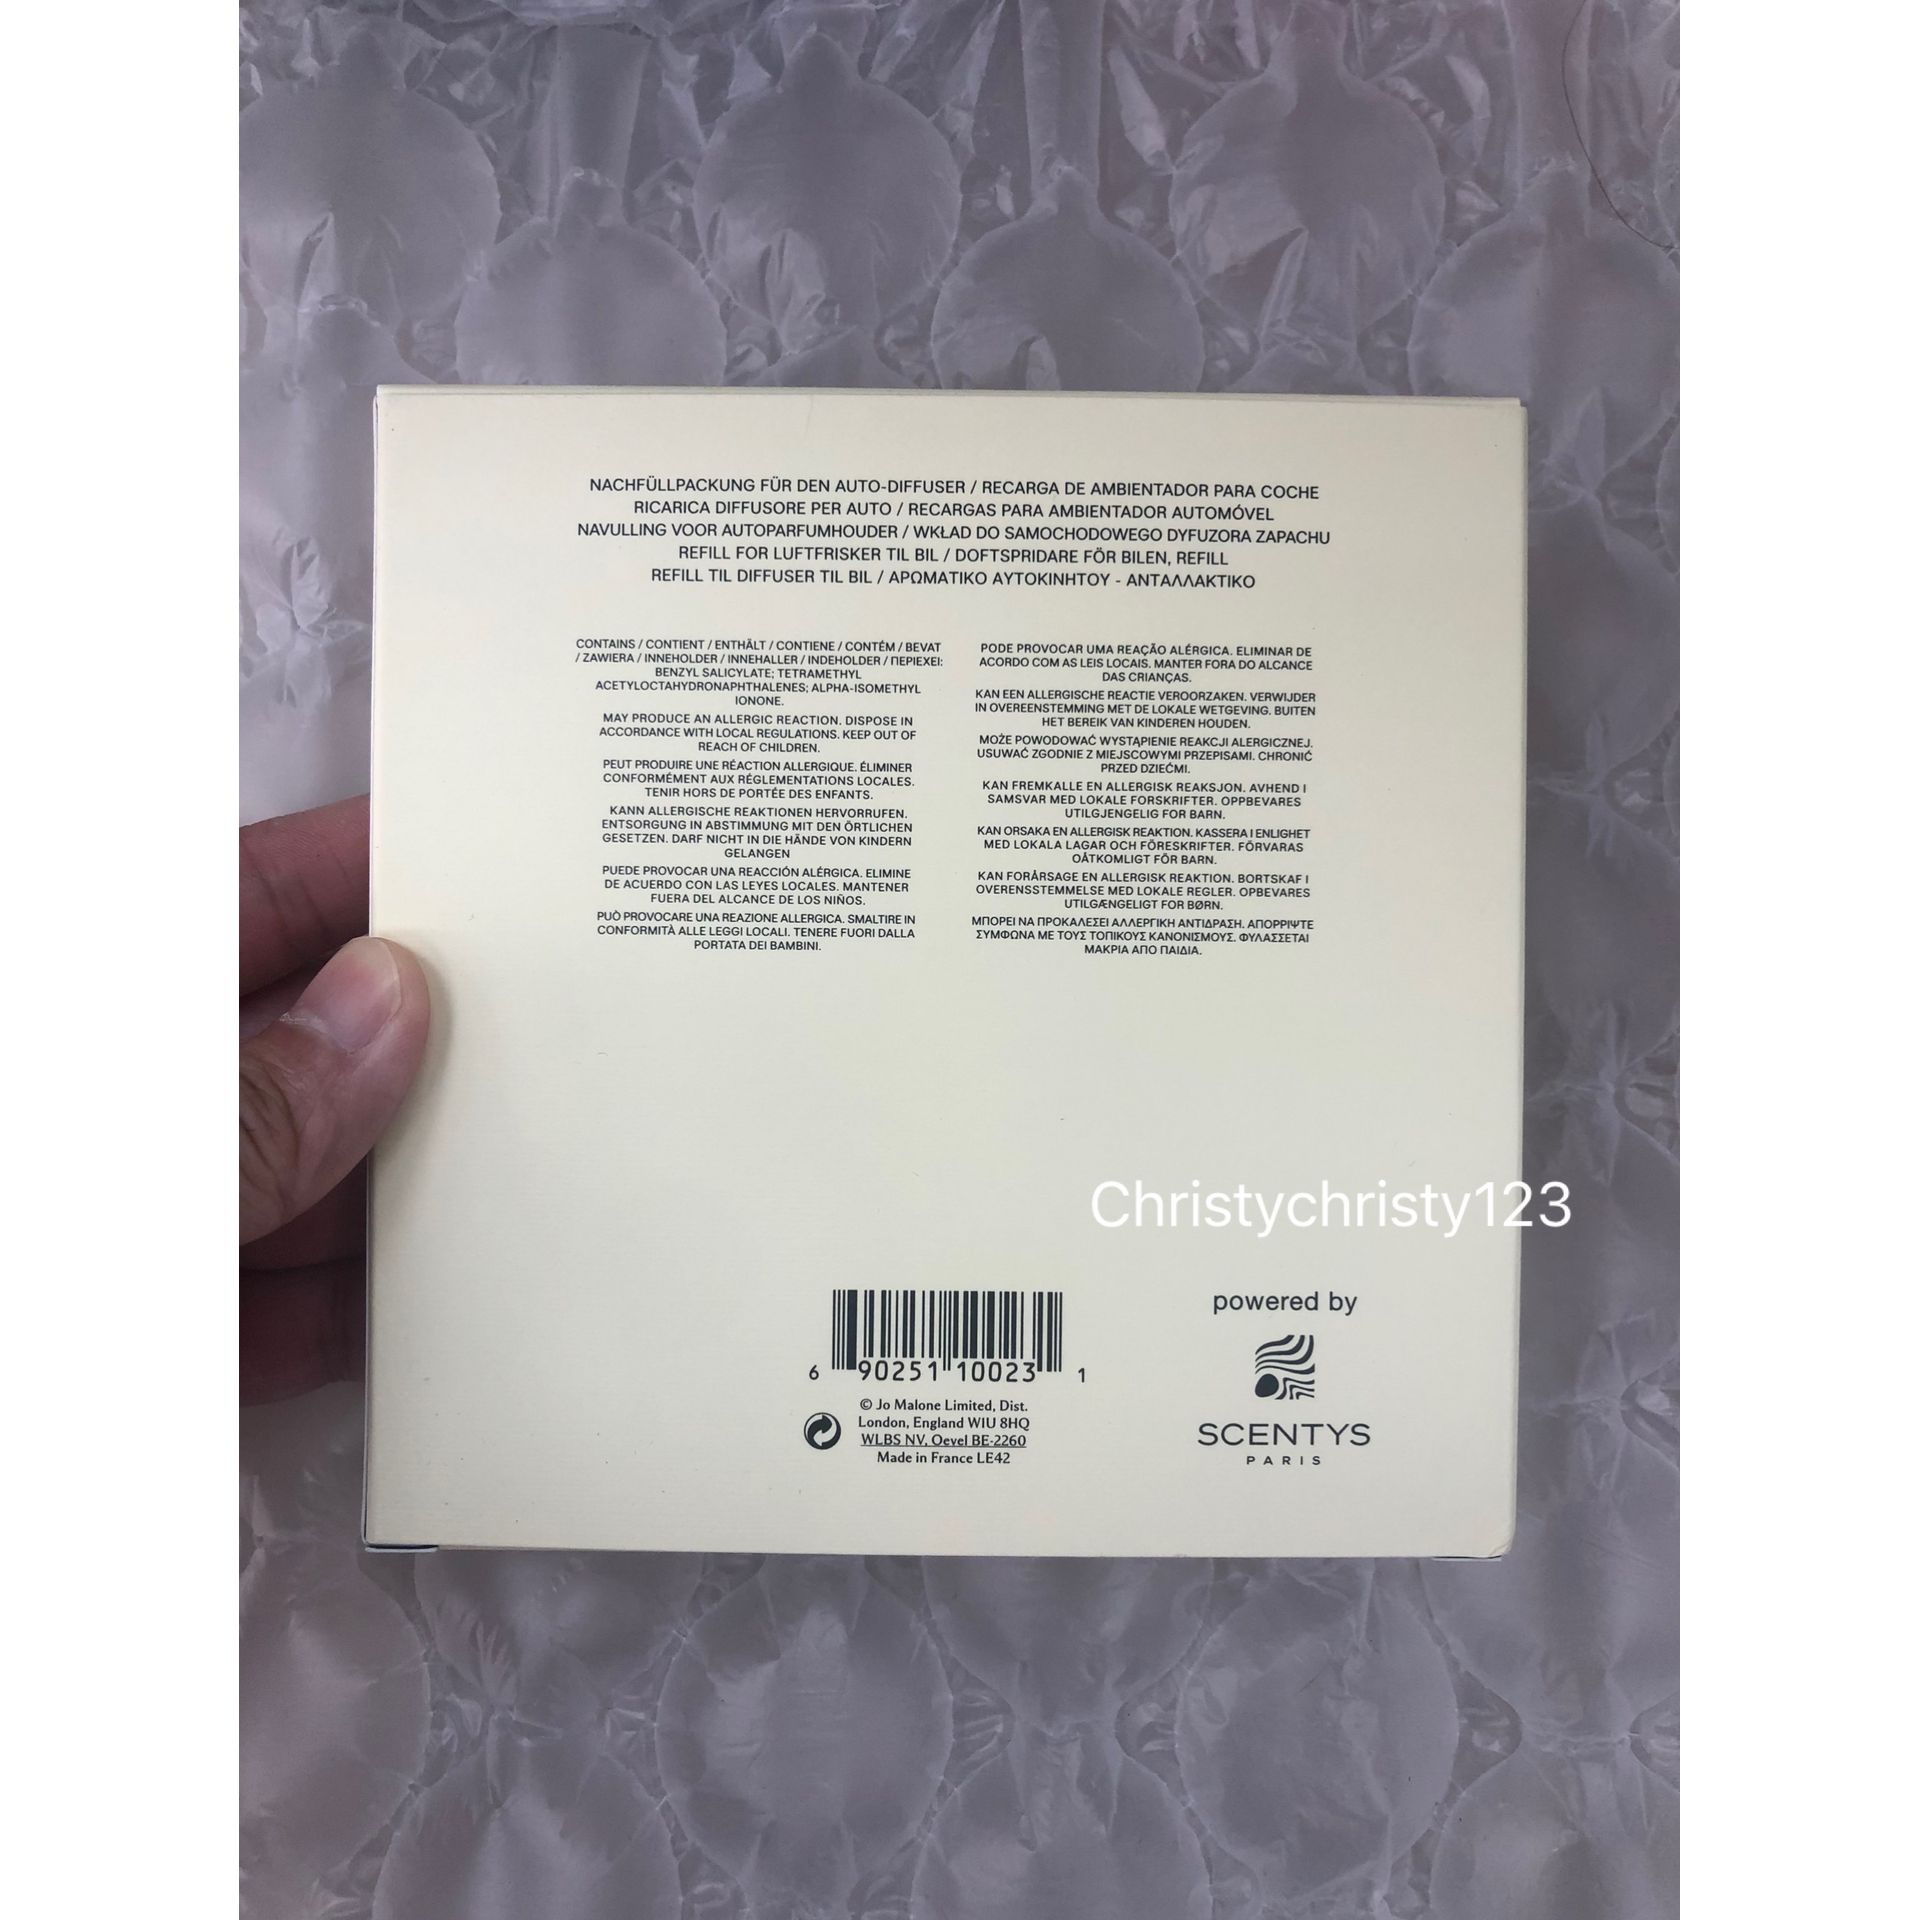 NACHFÜLLPACKUNG FÜR DEN AUTO-DIFFUSER / RECARGA DE AMBIENTADOR PARA COCHE
RICARICA DIFFUSORE PER AUTO / RECARGAS PARA AMBIENTADOR AUTOMÓVEL
NAVULLING VOOR AUTOPARFUMHOUDER / WKŁAD DO SAMOCHODOWEGO DYFUZORA ZAPACHU
REFILL FOR LUFTFRISKER TIL BIL / DOFTSPRIDARE FÖR BILEN, REFILL
REFILL TIL DIFFUSER TIL BIL / ΑΡΩΜΑΤΙΚΟ ΑΥΤΟΚΙΝΗΤΟΥ - ΑΝΤΑΛΛΑΚΤΙΚΟ
CONTAINS / CONTIENT / ENTHÄLT / CONTIENE / CONTÉM / BEVAT
/ ZAWIERA / INNEHOLDER / INNEHALLER / INDEHOLDER / ΠΕΡΙΕΧΕΙ:
BENZYL SALICYLATE; TETRAMETHYL
ACETYLOCTAHYDRONAPHTHALENES; ALPHA-ISOMETHYL
IONONE.
MAY PRODUCE AN ALLERGIC REACTION. DISPOSE IN
ACCORDANCE WITH LOCAL REGULATIONS. KEEP OUT OF
REACH OF CHILDREN.
PEUT PRODUIRE UNE RÉACTION ALLERGIQUE. ÉLIMINER
CONFORMÉMENT AUX RÉGLEMENTATIONS LOCALES.
TENIR HORS DE PORTÉE DES ENFANTS.
KANN ALLERGISCHE REAKTIONEN HERVORRUFEN.
ENTSORGUNG IN ABSTIMMUNG MIT DEN ÖRTLICHEN
GESETZEN. DARF NICHT IN DIE HÄNDE VON KINDERN
GELANGEN
PUEDE PROVOCAR UNA REACCIÓN ALÉRGICA. ELIMINE
DE ACUERDO CON LAS LEYES LOCALES. MANTENER
FUERA DEL ALCANCE DE LOS NIÑOS.
PUÒ PROVOCARE UNA REAZIONE ALLERGICA. SMALTIRE IN
CONFORMITÀ ALLE LEGGI LOCALI. TENERE FUORI DALLA
PORTATA DEI BAMBINI.
PODE PROVOCAR UMA REAÇÃO ALÉRGICA. ELIMINAR DE
ACORDO COM AS LEIS LOCAIS. MANTER FORA DO ALCANCE
DAS CRIANÇAS.
KAN EEN ALLERGISCHE REACTIE VEROORZAKEN. VERWIJDER
IN OVEREENSTEMMING MET DE LOKALE WETGEVING. BUITEN
HET BEREIK VAN KINDEREN HOUDEN.
MOŻE POWODOWAĆ WYSTĄPIENIE REAKCJI ALERGICZNEJ.
USUWAĆ ZGODNIE Z MIEJSCOWYMI PRZEPISAMI. CHRONIĆ
PRZED DZIEĆMI.
KAN FREMKALLE EN ALLERGISK REAKSJON. AVHEND I
SAMSVAR MED LOKALE FORSKRIFTER. OPPBEVARES
UTILGJENGELIG FOR BARN.
KAN ORSAKA EN ALLERGISK REAKTION. KASSERA I ENLIGHET
MED LOKALA LAGAR OCH FÖRESKRIFTER. FÖRVARAS
OÅTKOMLIGT FÖR BARN.
KAN FORÅRSAGE EN ALLERGISK REAKTION. BORTSKAF I
OVERENSSTEMMELSE MED LOKALE REGLER. OPBEVARES
UTILGÆNGELIGT FOR BØRN.
ΜΠΟΡΕΙ ΝΑ ΠΡΟΚΑΛΕΣΕΙ ΑΛΛΕΡΓΙΚΗ ΑΝΤΙΔΡΑΣΗ. ΑΠΟΡΡΙΨΤΕ
ΣΥΜΦΩΝΑ ΜΕ ΤΟΥΣ ΤΟΠΙΚΟΥΣ ΚΑΝΟΝΙΣΜΟΥΣ. ΦΥΛΑΣΣΕΤΑΙ
ΜΑΚΡΙΑ ΑΠΟ ΠΑΙΔΙΑ.
Christychristy123
6 90251 10023 1
© Jo Malone Limited, Dist.
London, England W1U 8HQ
WLBS NV, Oevel BE-2260
Made in France LE42
powered by
SCENTYS
PARIS